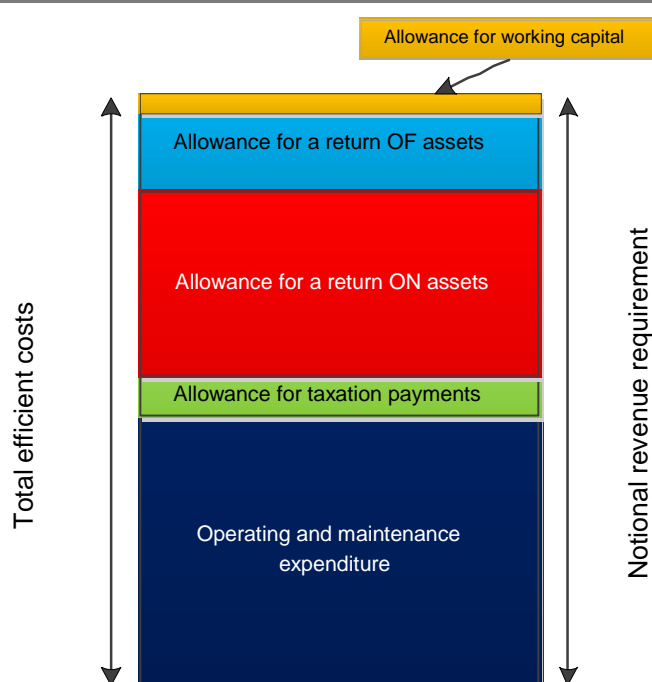 Allowance for working capital
Allowance for a return OF assets
Allowance for a return ON assets
Allowance for taxation payments
Operating and maintenance
expenditure
Total efficient costs
Notional revenue requirement